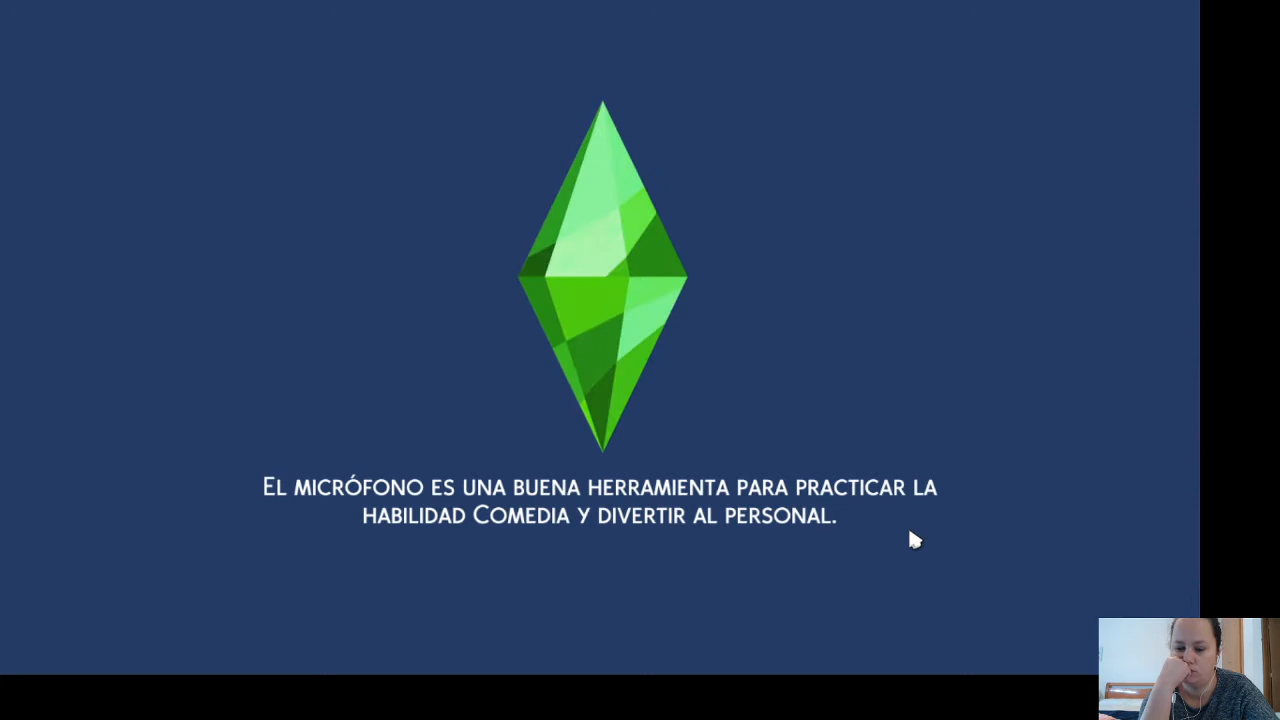 El micrófono es una buena herramienta para practicar la
habilidad Comedia y divertir al personal.